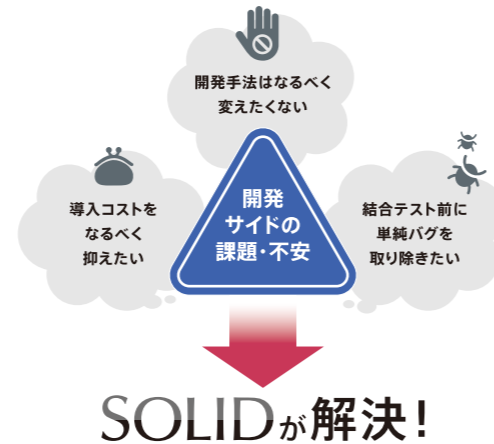 開発手法はなるべく
変えたくない
導入コストを
なるべく
抑えたい
開発
サイドの
課題・不安
結合テスト前に
単純バグを
取り除きたい
SOLIDが解決！